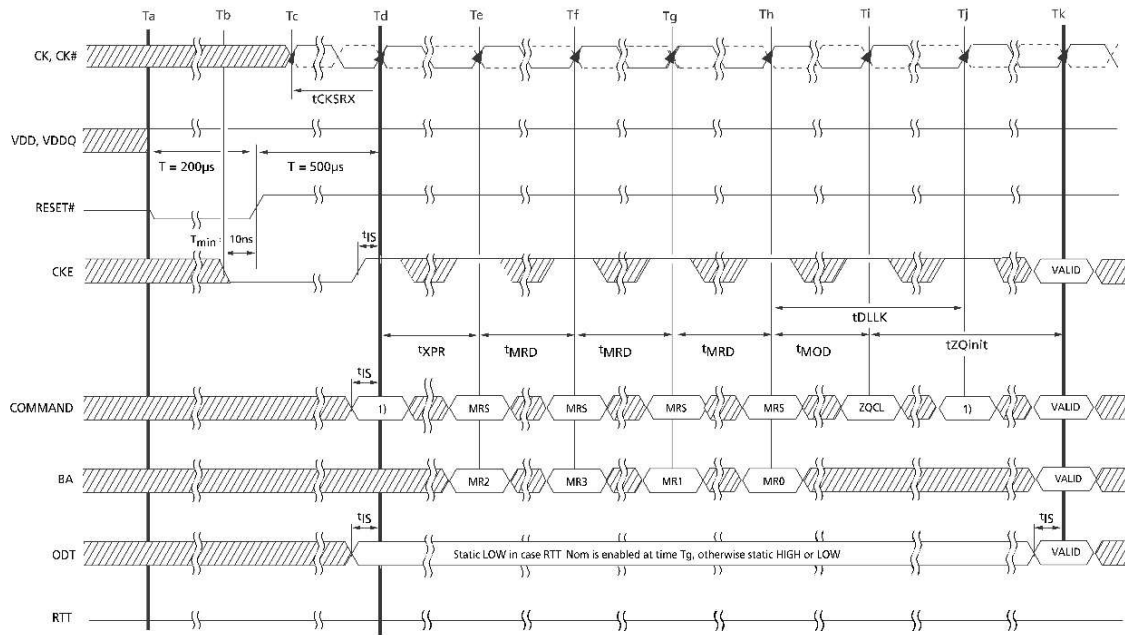 Ta Tb Tc Td Te Tf Tg Th Ti Tj Tk
CK, CK#
tCKSRX
VDD, VDDQ
T = 200µs T = 500µs
RESET#
Tmin = 10ns tIS
CKE VALID
tDLLK
tXPR tMRD tMRD tMRD tMOD tZQinit
tIS
COMMAND 1) MRS MRS MRS MRS ZQCL 1) VALID
BA MR2 MR3 MR1 MR0 VALID
tIS tIS
ODT Static LOW in case RTT Nom is enabled at time Tg, otherwise static HIGH or LOW VALID
RTT